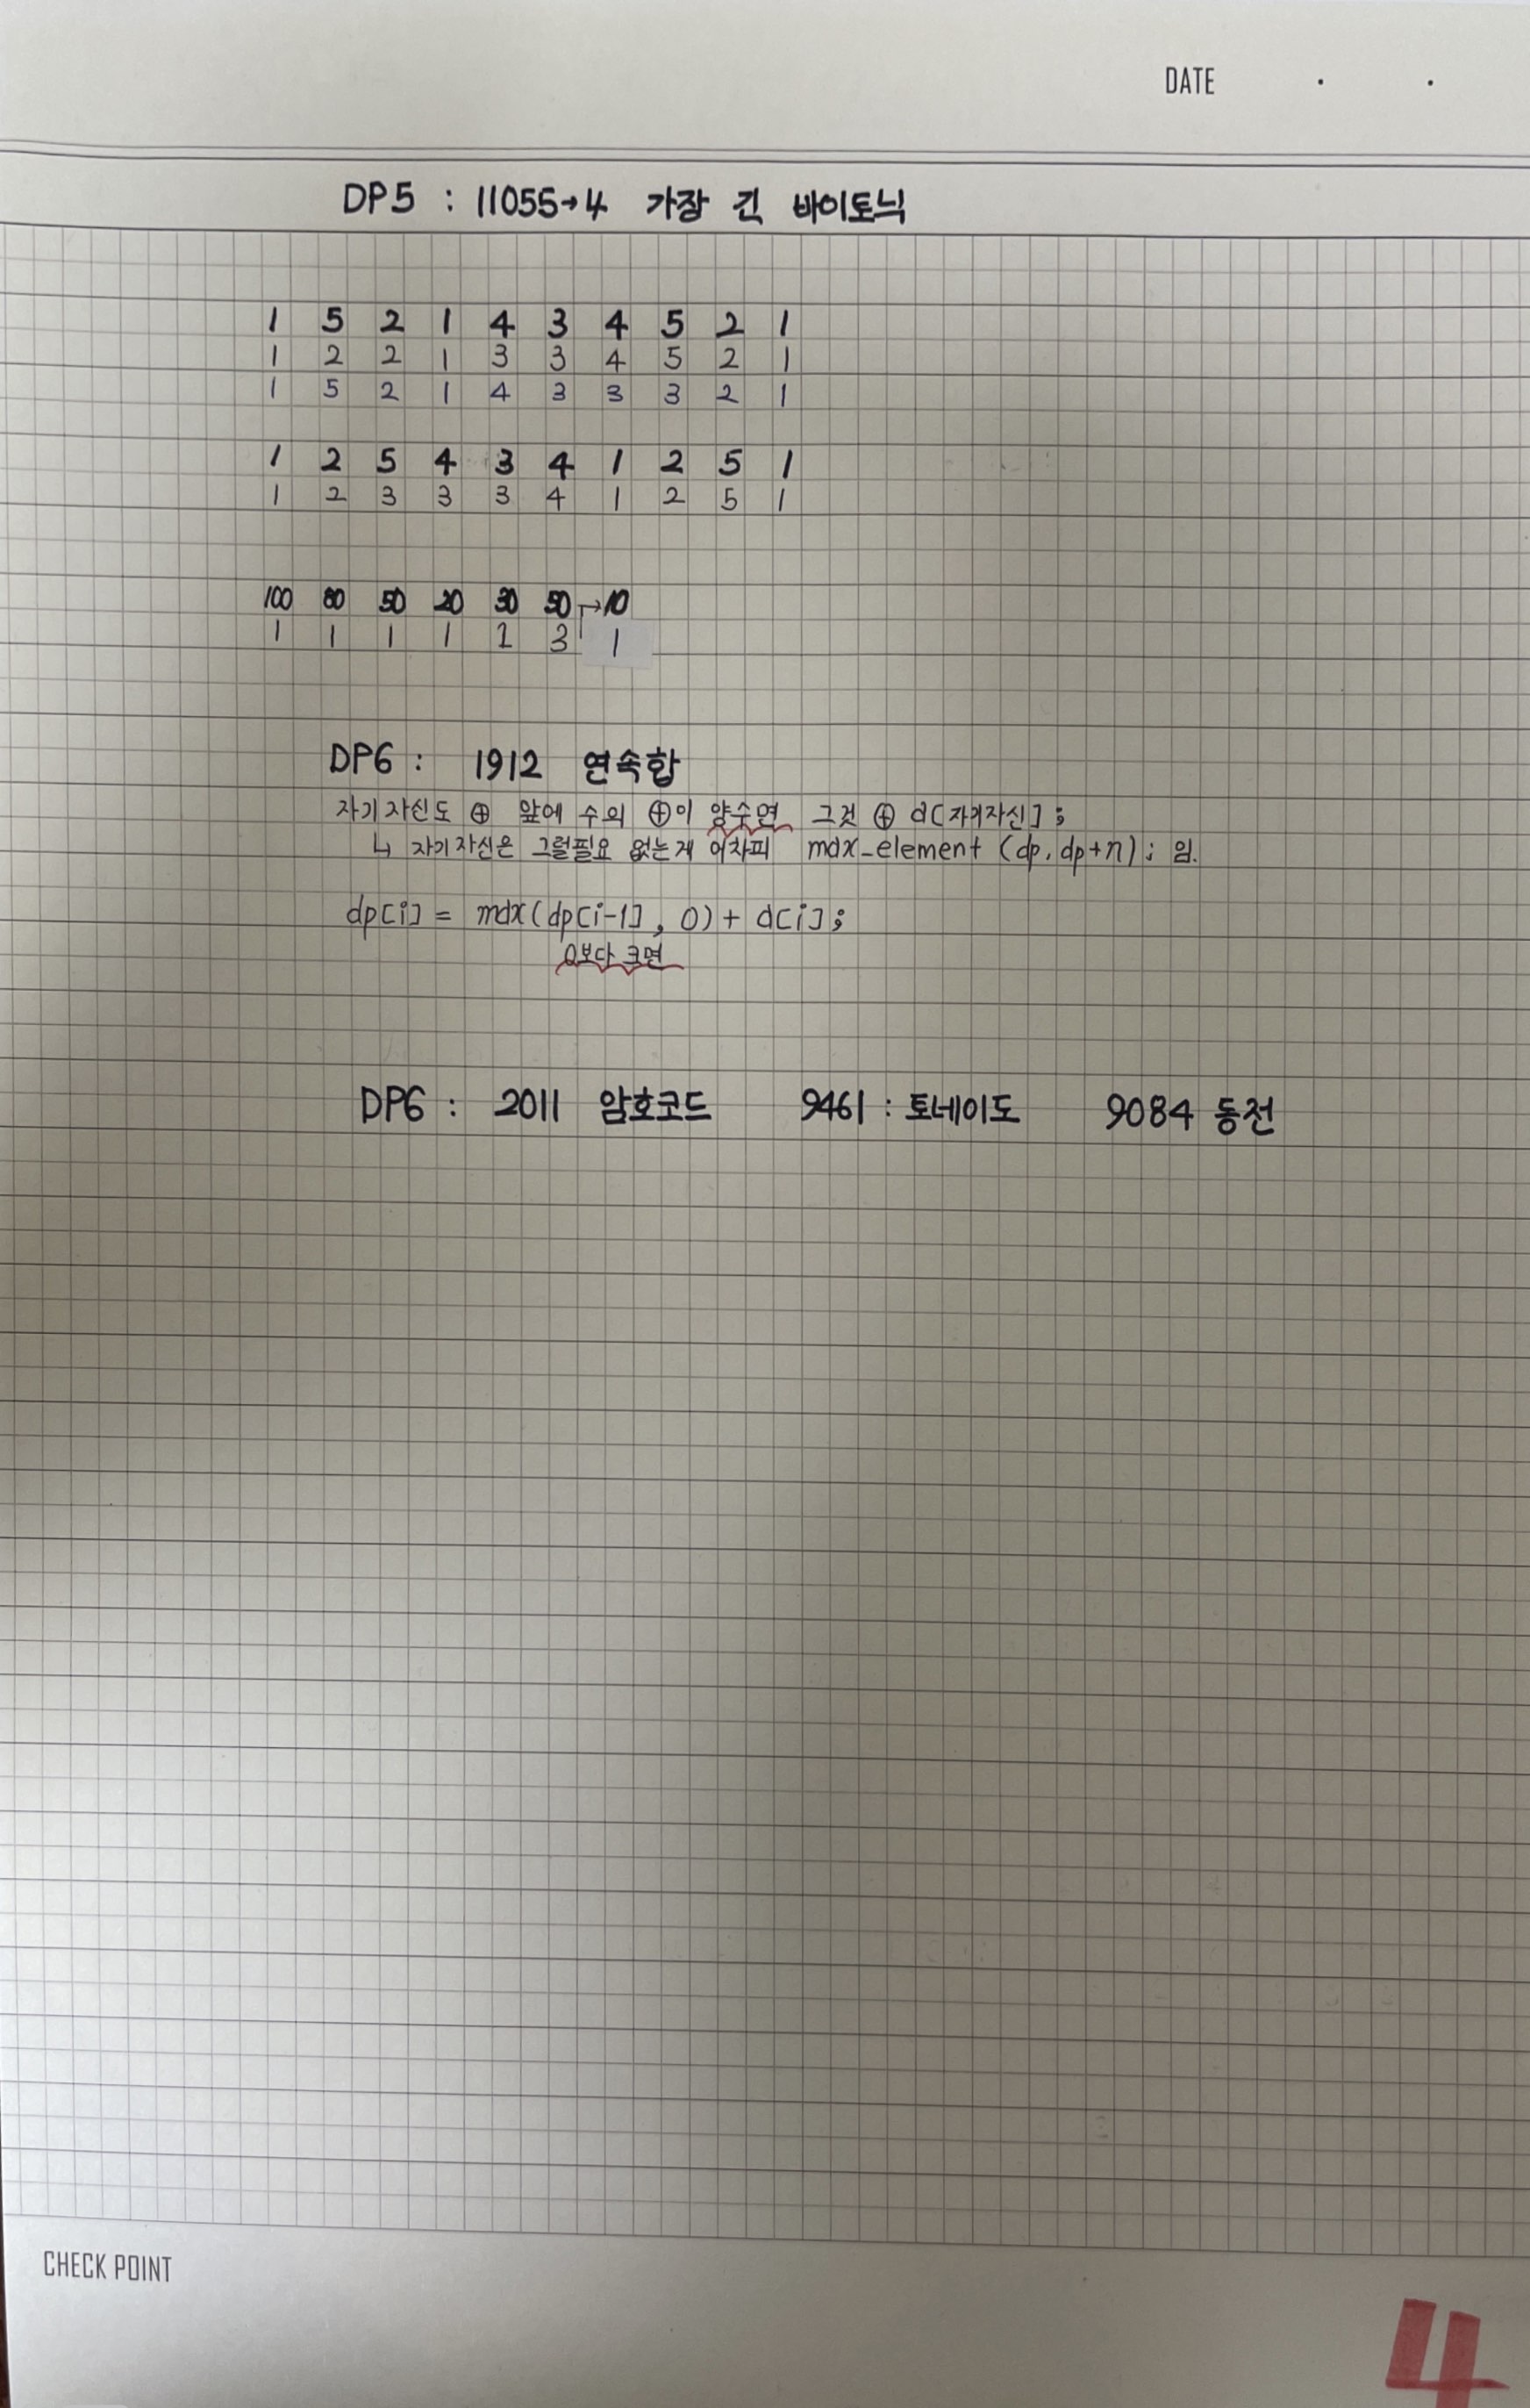 DATE . .
DP5 : 11055→4 가장 긴 바이토닉
1 5 2 1 4 3 4 5 2 1
1 2 2 1 3 3 4 5 2 1
1 5 2 1 4 3 3 3 2 1
1 2 5 4 3 4 1 2 5 1
1 2 3 3 3 4 1 2 5 1
100 80 50 20 30 50 → 10
1 1 1 1 2 3 1
DP6 : 1912 연속합
자기자신도 ⊕ 앞에 수의 ⊕이 양수면 그것 ⊕ a[자기자신];
↳ 자기자신은 그럴필요 없는게 어차피 max_element (dp, dp+n); 임.
dp[i] = max(dp[i-1], 0) + a[i];
0보다 크면
DP6 : 2011 암호코드 9461 : 토네이도 9084 동전
CHECK POINT
4